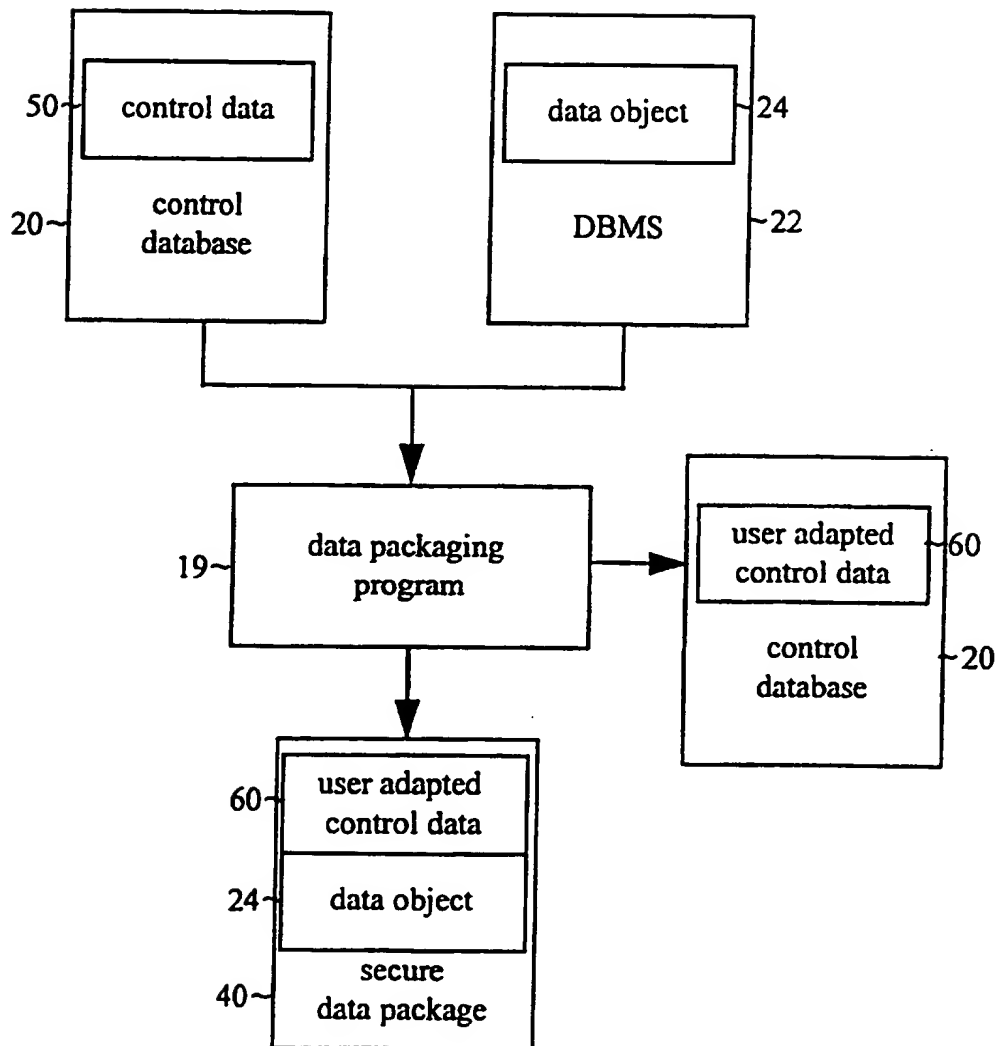 50
control data
control
database
20
data object
24
DBMS
22
19
data packaging
program
user adapted
control data
60
control
database
20
60
user adapted
control data
24
data object
40
secure
data package